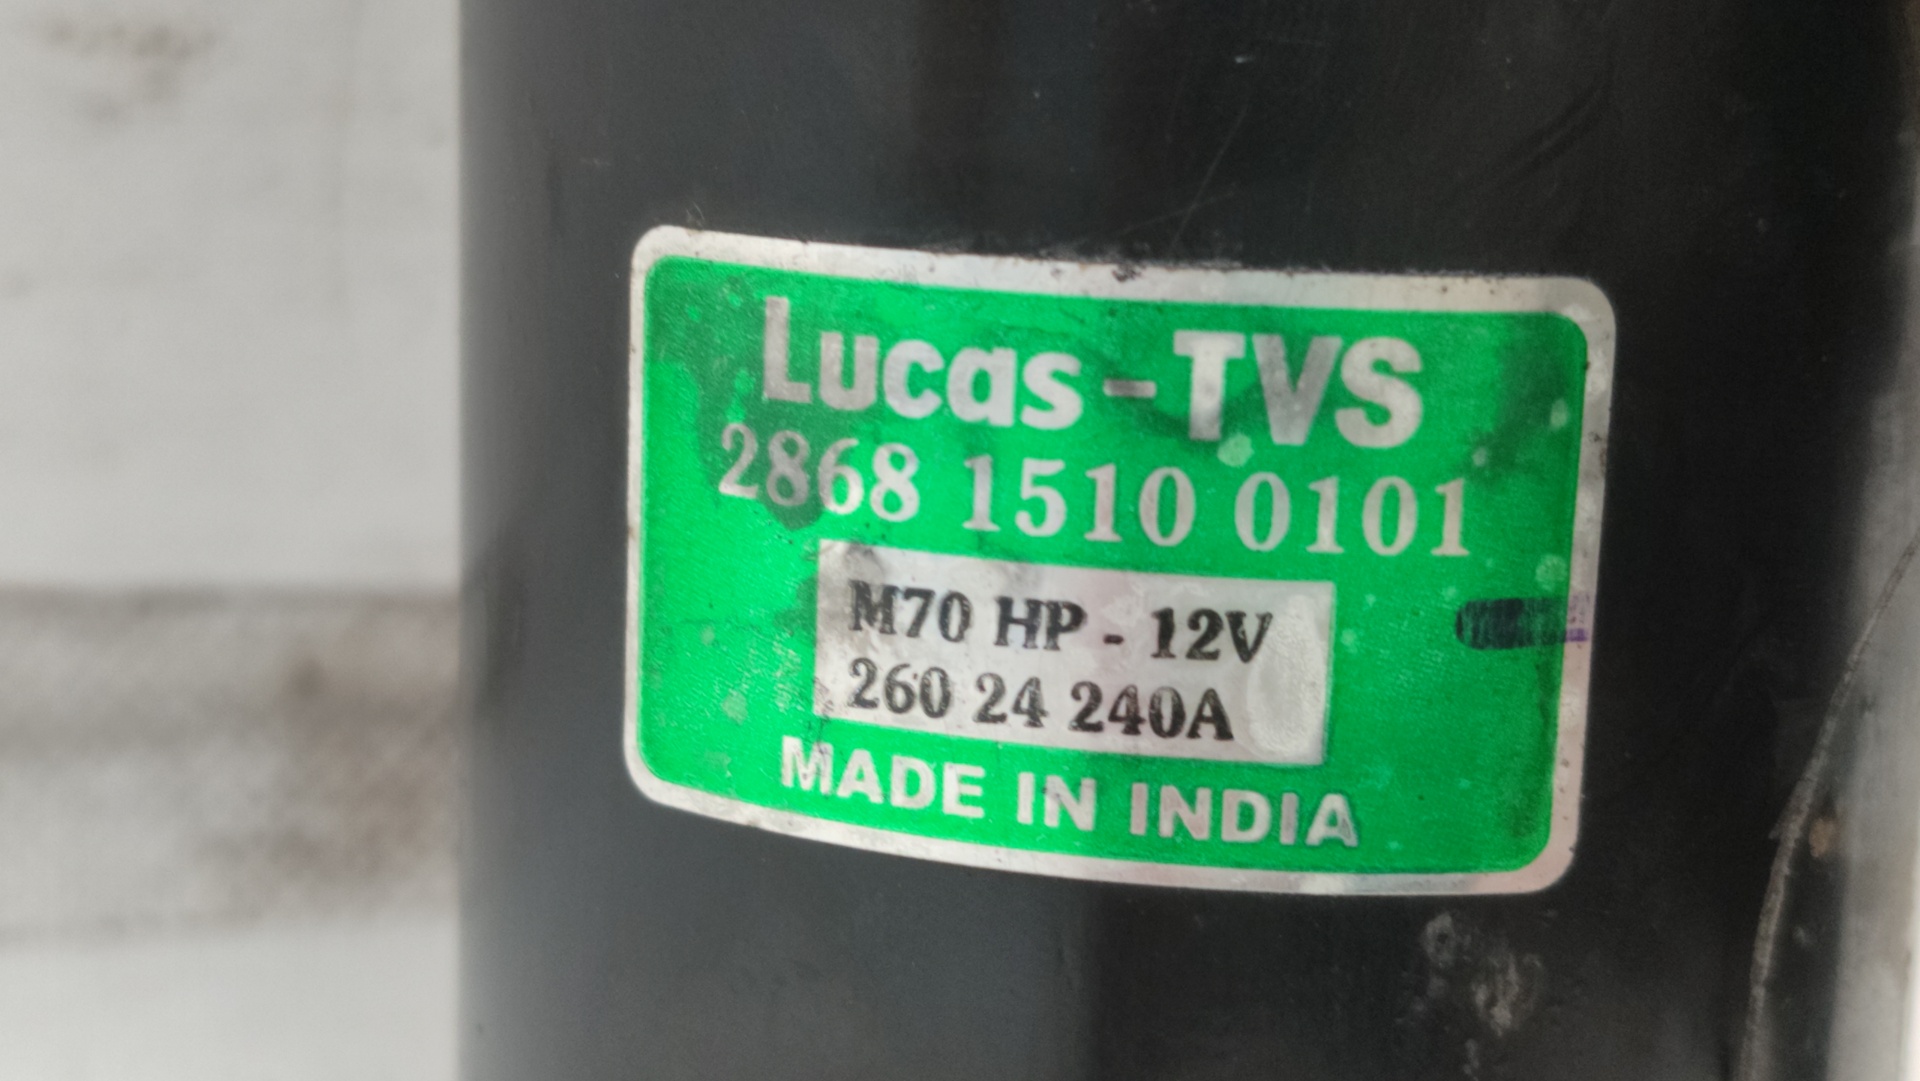 Lucas-TVS
2868 1510 0101
M70 HP - 12V
260 24 240A
MADE IN INDIA